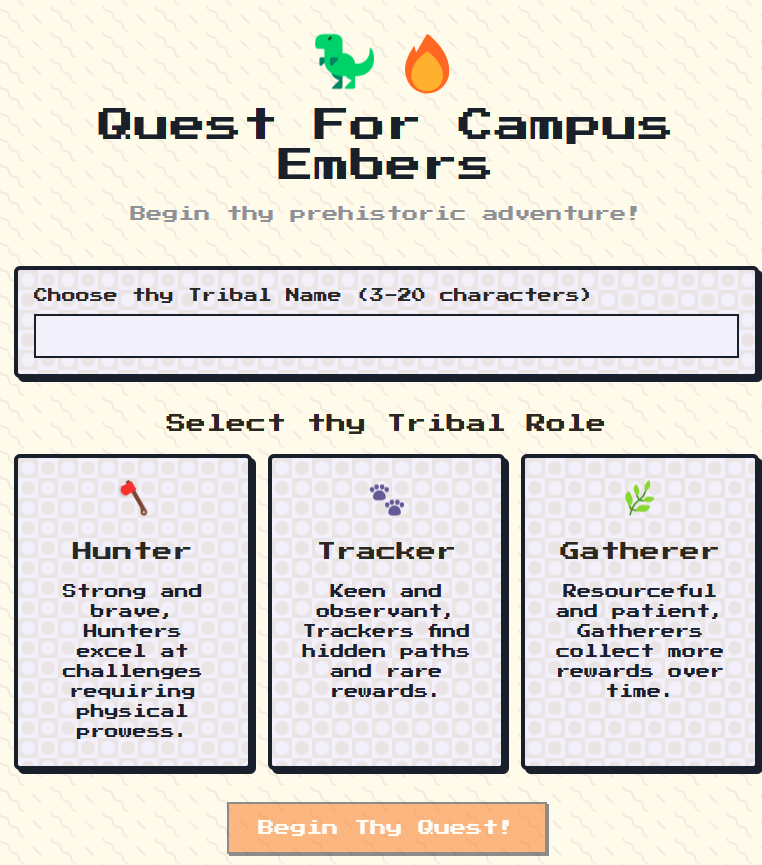 Quest For Campus
Embers
Begin thy prehistoric adventure!
Choose thy Tribal Name (3-20 characters)
Select thy Tribal Role
Hunter
Strong and
brave,
Hunters
excel at
challenges
requiring
physical
prowess.
Tracker
Keen and
observant,
Trackers find
hidden paths
and rare
rewards.
Gatherer
Resourceful
and patient,
Gatherers
collect more
rewards over
time.
Begin Thy Quest!